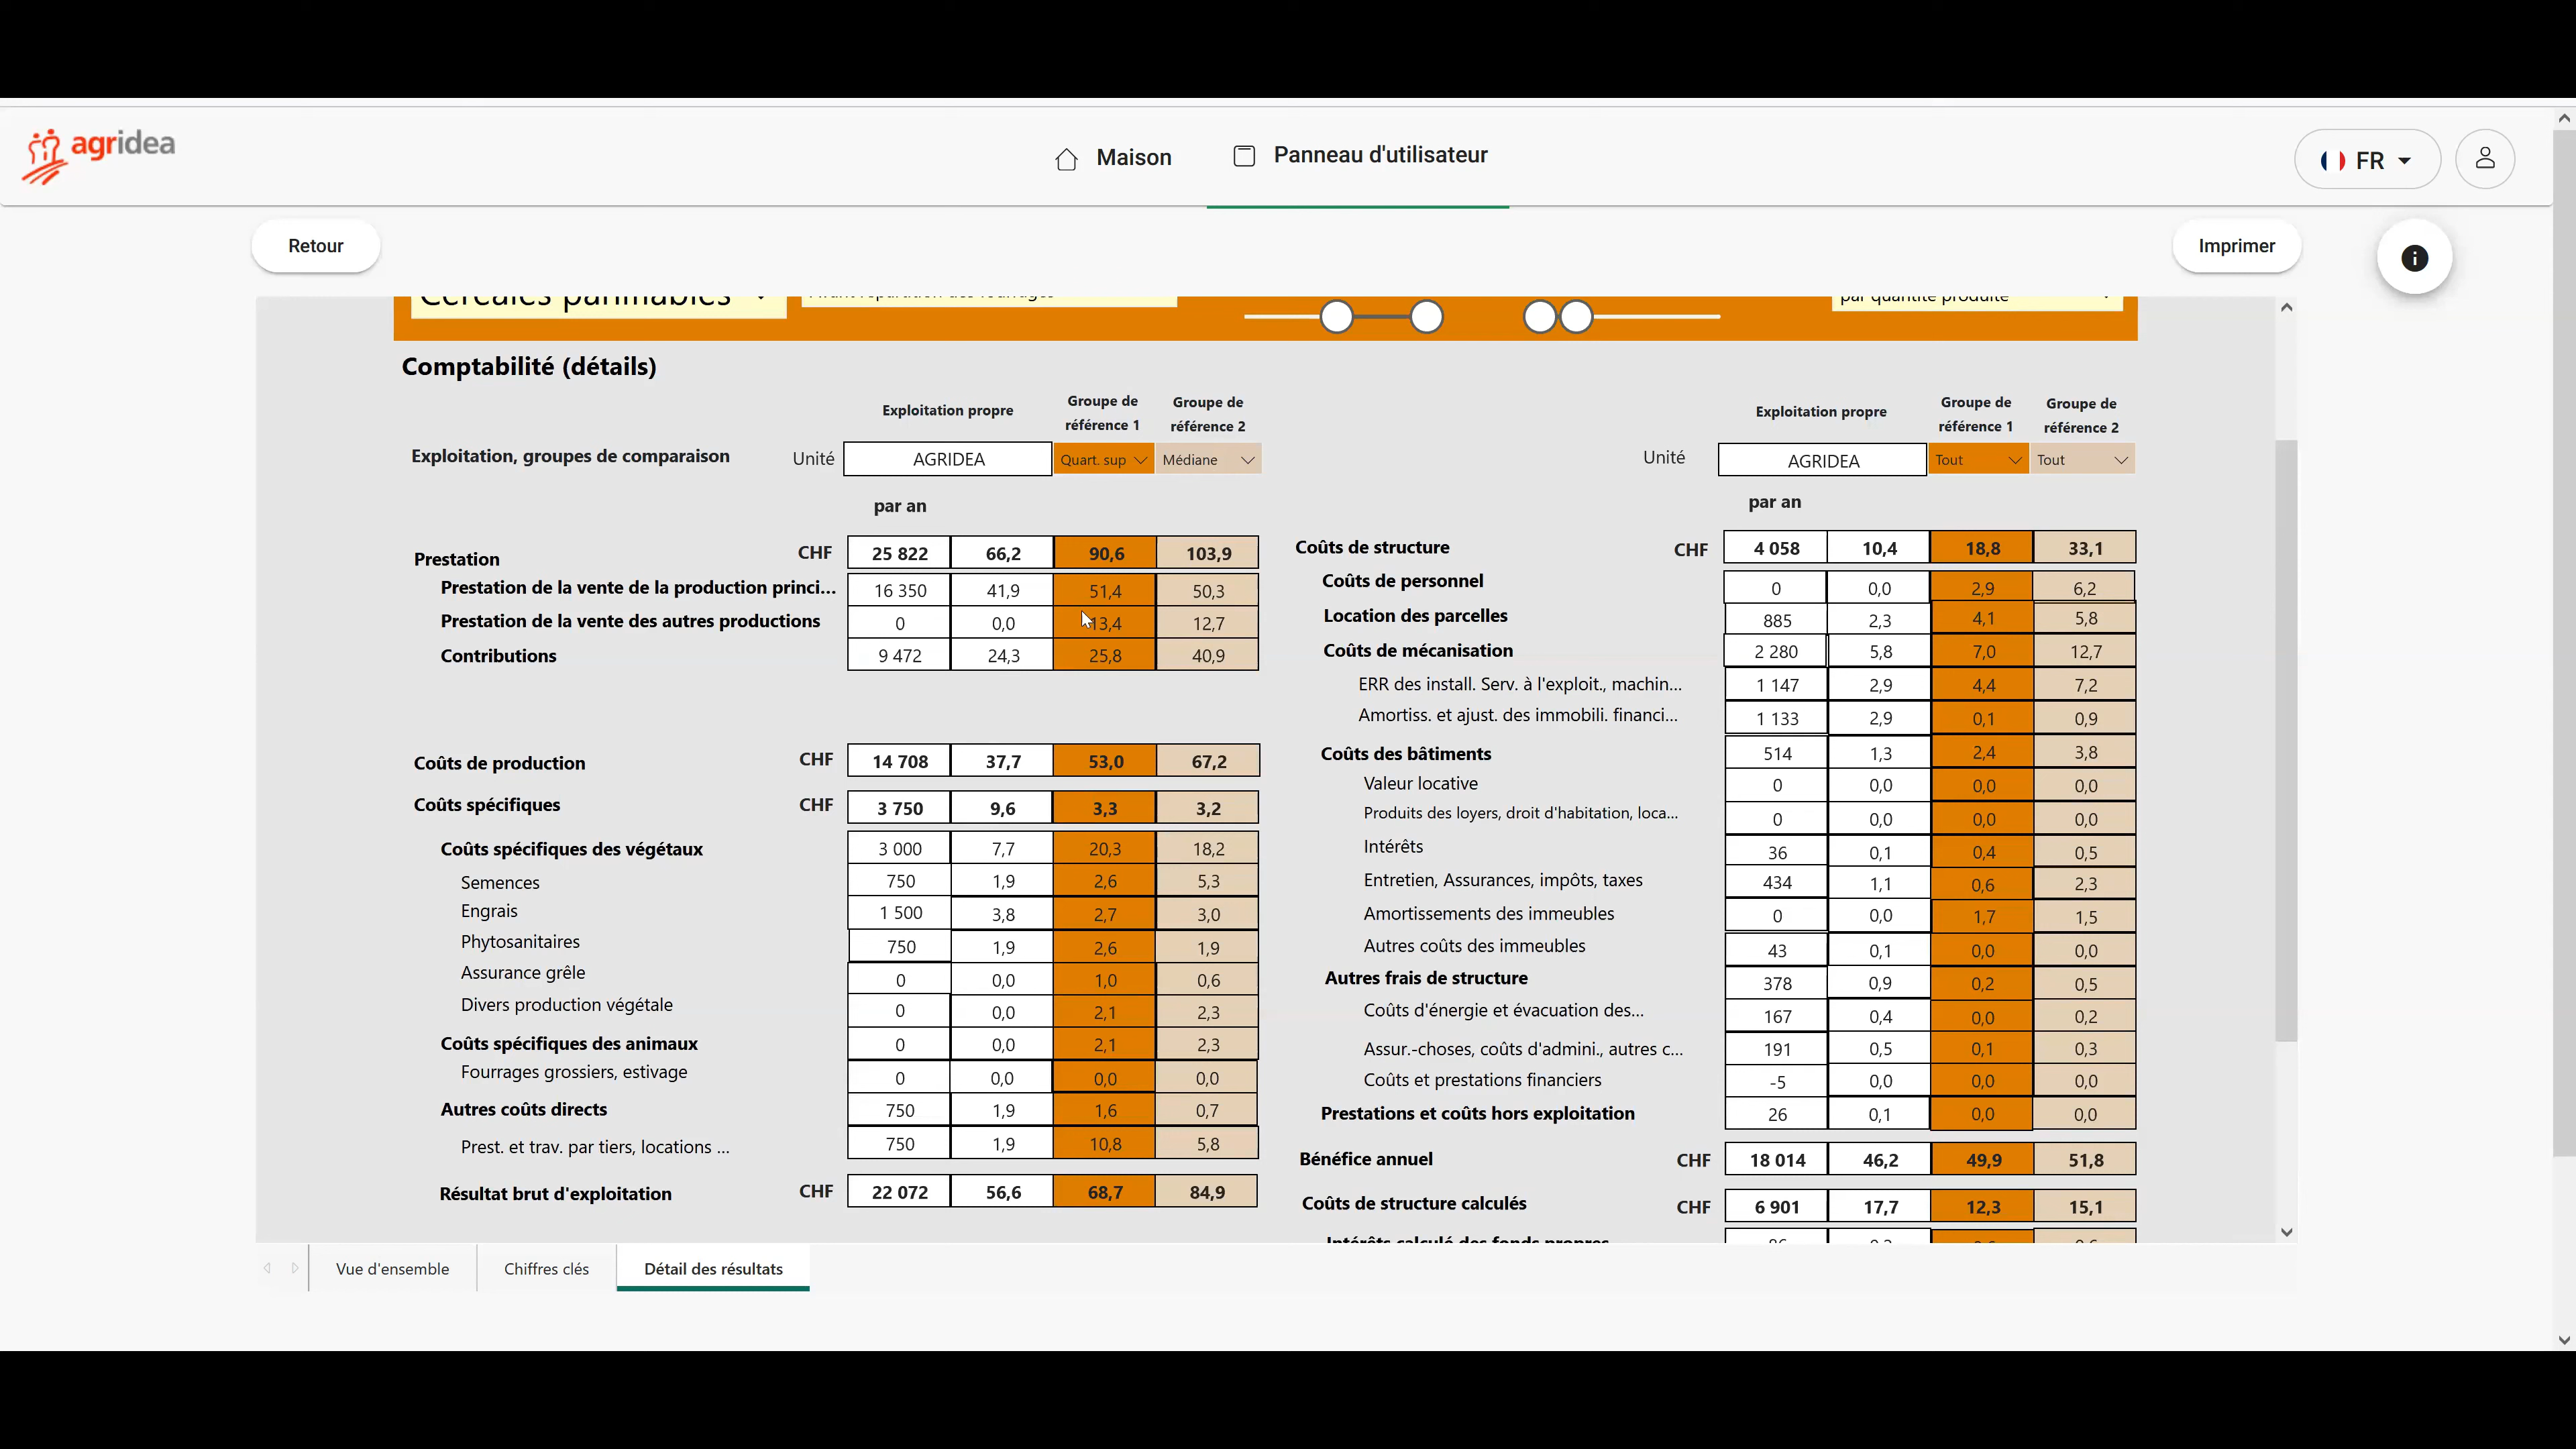 agridea
Maison
Panneau d'utilisateur
FR
Retour
Imprimer
Céréales panifiables
par quantité produite
Comptabilité (détails)
Exploitation propre
Groupe de référence 1
Groupe de référence 2
Exploitation propre
Groupe de référence 1
Groupe de référence 2
Exploitation, groupes de comparaison Unité AGRIDEA Quart. sup Médiane
Unité AGRIDEA Tout Tout
par an
par an
Prestation CHF 25 822 66,2 90,6 103,9
Prestation de la vente de la production princi... 16 350 41,9 51,4 50,3
Prestation de la vente des autres productions 0 0,0 13,4 12,7
Contributions 9 472 24,3 25,8 40,9
Coûts de production CHF 14 708 37,7 53,0 67,2
Coûts spécifiques CHF 3 750 9,6 3,3 3,2
Coûts spécifiques des végétaux 3 000 7,7 20,3 18,2
Semences 750 1,9 2,6 5,3
Engrais 1 500 3,8 2,7 3,0
Phytosanitaires 750 1,9 2,6 1,9
Assurance grêle 0 0,0 1,0 0,6
Divers production végétale 0 0,0 2,1 2,3
Coûts spécifiques des animaux 0 0,0 2,1 2,3
Fourrages grossiers, estivage 0 0,0 0,0 0,0
Autres coûts directs 750 1,9 1,6 0,7
Prest. et trav. par tiers, locations ... 750 1,9 10,8 5,8
Résultat brut d'exploitation CHF 22 072 56,6 68,7 84,9
Coûts de structure CHF 4 058 10,4 18,8 33,1
Coûts de personnel 0 0,0 2,9 6,2
Location des parcelles 885 2,3 4,1 5,8
Coûts de mécanisation 2 280 5,8 7,0 12,7
ERR des install. Serv. à l'exploit., machin... 1 147 2,9 4,4 7,2
Amortiss. et ajust. des immobili. financi... 1 133 2,9 0,1 0,9
Coûts des bâtiments 514 1,3 2,4 3,8
Valeur locative 0 0,0 0,0 0,0
Produits des loyers, droit d'habitation, loca... 0 0,0 0,0 0,0
Intérêts 36 0,1 0,4 0,5
Entretien, Assurances, impôts, taxes 434 1,1 0,6 2,3
Amortissements des immeubles 0 0,0 1,7 1,5
Autres coûts des immeubles 43 0,1 0,0 0,0
Autres frais de structure 378 0,9 0,2 0,5
Coûts d'énergie et évacuation des... 167 0,4 0,0 0,2
Assur.-choses, coûts d'admini., autres c... 191 0,5 0,1 0,3
Coûts et prestations financiers -5 0,0 0,0 0,0
Prestations et coûts hors exploitation 26 0,1 0,0 0,0
Bénéfice annuel CHF 18 014 46,2 49,9 51,8
Coûts de structure calculés CHF 6 901 17,7 12,3 15,1
Intérêts calculé des fonds propres
Vue d'ensemble
Chiffres clés
Détail des résultats